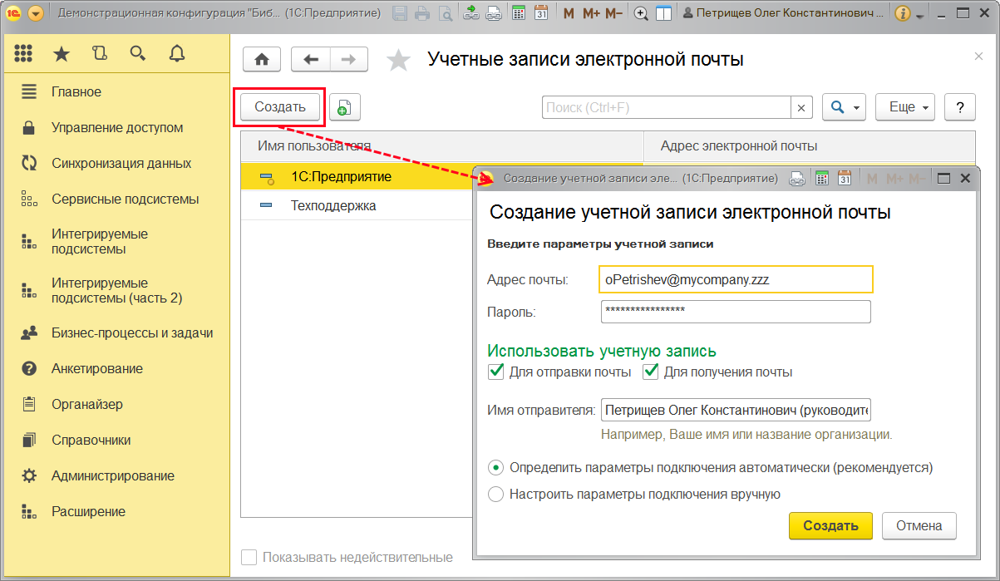 Демонстрационная конфигурация "Биб... (1С:Предприятие)
31
M M+ M-
Петрищев Олег Константинович ...
Учетные записи электронной почты
Создать
Поиск (Ctrl+F)
Еще
?
Главное
Управление доступом
Синхронизация данных
Сервисные подсистемы
Интегрируемые
подсистемы
Интегрируемые
подсистемы (часть 2)
Бизнес-процессы и задачи
Анкетирование
Органайзер
Справочники
Администрирование
Расширение
Имя пользователя
Адрес электронной почты
1С:Предприятие
Техподдержка
Показывать недействительные
Создание учетной записи эле... (1С:Предприятие)
31
M M+ M-
Создание учетной записи электронной почты
Введите параметры учетной записи
Адрес почты: oPetrishev@mycompany.zzz
Пароль: ****************
Использовать учетную запись
Для отправки почты Для получения почты
Имя отправителя: Петрищев Олег Константинович (руководите
Например, Ваше имя или название организации.
Определить параметры подключения автоматически (рекомендуется)
Настроить параметры подключения вручную
Создать
Отмена